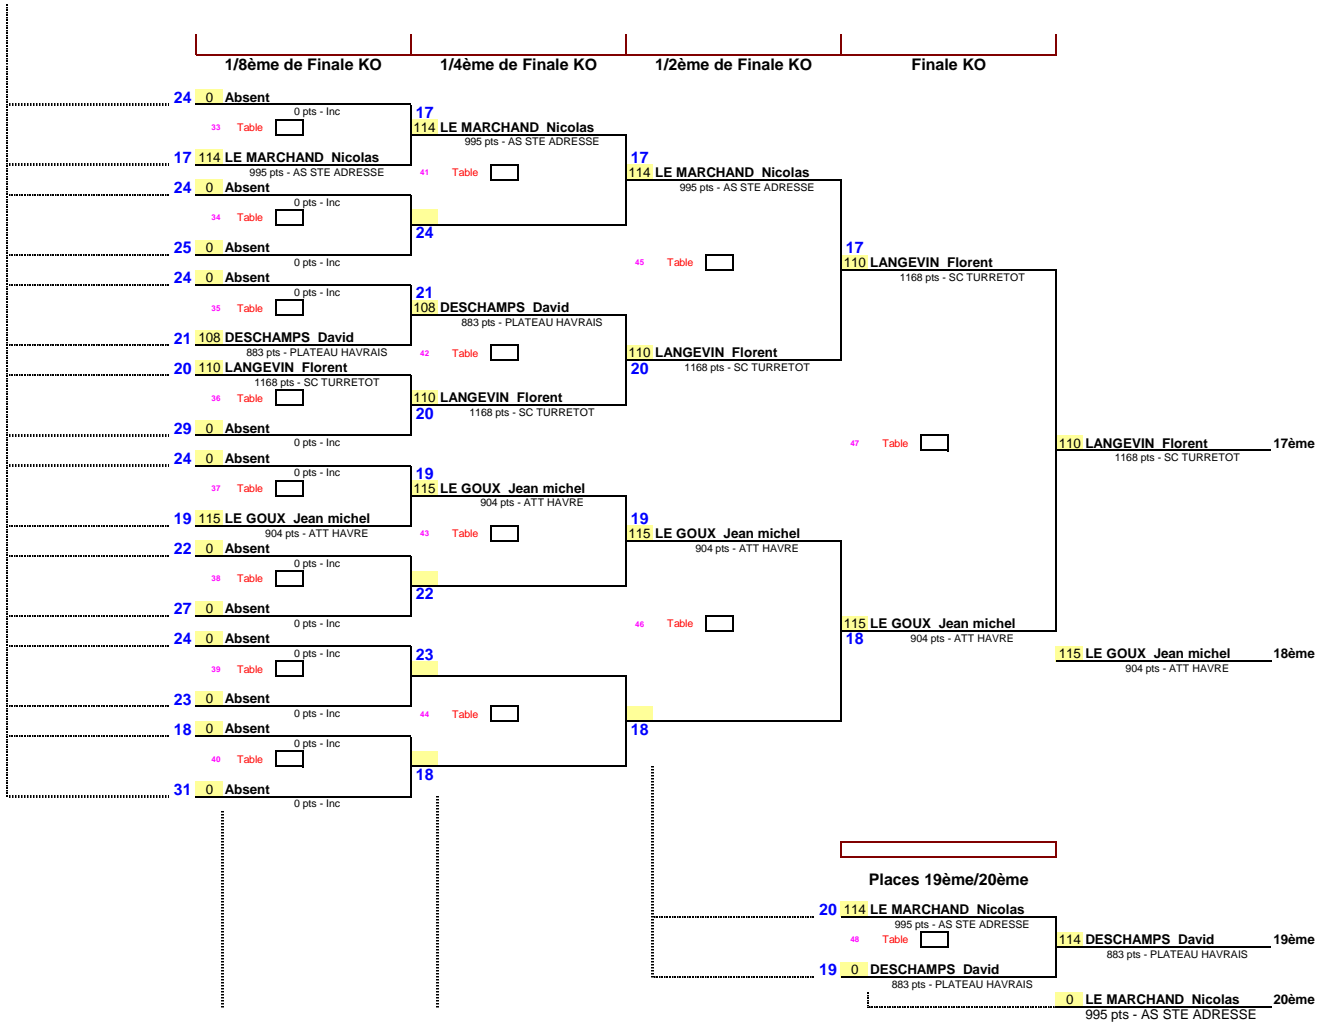 1/8ème de Finale KO 1/4ème de Finale KO 1/2ème de Finale KO Finale KO
24 0 Absent
0 pts - Inc
17
33 Table
114 LE MARCHAND Nicolas
995 pts - AS STE ADRESSE
17 114 LE MARCHAND Nicolas
17
995 pts - AS STE ADRESSE
41 Table
114 LE MARCHAND Nicolas
24 0 Absent
995 pts - AS STE ADRESSE
0 pts - Inc
34 Table
24
25 0 Absent
17
0 pts - Inc
45 Table
110 LANGEVIN Florent
24 0 Absent
1168 pts - SC TURRETOT
0 pts - Inc
21
35 Table
108 DESCHAMPS David
883 pts - PLATEAU HAVRAIS
21 108 DESCHAMPS David
883 pts - PLATEAU HAVRAIS
42 Table
110 LANGEVIN Florent
20 110 LANGEVIN Florent
20
1168 pts - SC TURRETOT
1168 pts - SC TURRETOT
36 Table
110 LANGEVIN Florent
20
1168 pts - SC TURRETOT
29 0 Absent
0 pts - Inc
47 Table
110 LANGEVIN Florent 17ème
1168 pts - SC TURRETOT
24 0 Absent
0 pts - Inc
19
37 Table
115 LE GOUX Jean michel
904 pts - ATT HAVRE
19 115 LE GOUX Jean michel
19
904 pts - ATT HAVRE
43 Table
115 LE GOUX Jean michel
22 0 Absent
904 pts - ATT HAVRE
0 pts - Inc
38 Table
22
27 0 Absent
0 pts - Inc
46 Table
115 LE GOUX Jean michel
24 0 Absent
18
904 pts - ATT HAVRE
0 pts - Inc
23
115 LE GOUX Jean michel 18ème
39 Table
904 pts - ATT HAVRE
23 0 Absent
0 pts - Inc
44 Table
18 0 Absent
18
0 pts - Inc
40 Table
18
31 0 Absent
0 pts - Inc
Places 19ème/20ème
20 114 LE MARCHAND Nicolas
995 pts - AS STE ADRESSE
48 Table
114 DESCHAMPS David 19ème
883 pts - PLATEAU HAVRAIS
19 0 DESCHAMPS David
883 pts - PLATEAU HAVRAIS
0 LE MARCHAND Nicolas 20ème
995 pts - AS STE ADRESSE